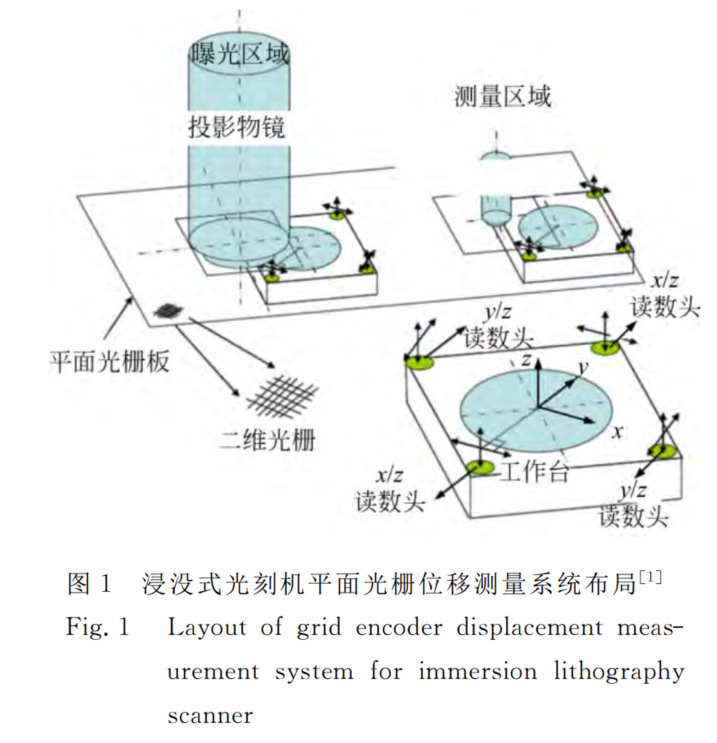 曝光区域
投影物镜
测量区域
x/z
读数头
y/z
读数头
平面光栅板
二维光栅
z
y
x
工作台
x/z
读数头
y/z
读数头
图 1 浸没式光刻机平面光栅位移测量系统布局[1]
Fig. 1 Layout of grid encoder displacement meas-
urement system for immersion lithography
scanner